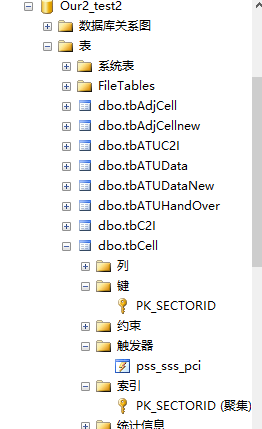 Our2_test2
数据库关系图
表
系统表
FileTables
dbo.tbAdjCell
dbo.tbAdjCellnew
dbo.tbATUC2I
dbo.tbATUData
dbo.tbATUDataNew
dbo.tbATUHandOver
dbo.tbC2I
dbo.tbCell
列
键
PK_SECTORID
约束
触发器
pss_sss_pci
索引
PK_SECTORID (聚集)
统计信息